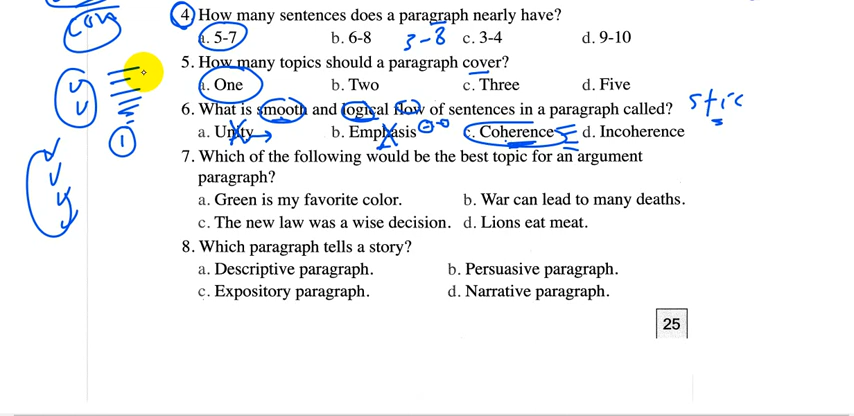 4. How many sentences does a paragraph nearly have?
a. 5-7 b. 6-8 3-8 c. 3-4 d. 9-10
5. How many topics should a paragraph cover?
a. One b. Two c. Three d. Five
6. What is smooth and logical flow of sentences in a paragraph called?
a. Unity b. Emphasis c. Coherence d. Incoherence
1
7. Which of the following would be the best topic for an argument
paragraph?
a. Green is my favorite color. b. War can lead to many deaths.
c. The new law was a wise decision. d. Lions eat meat.
8. Which paragraph tells a story?
a. Descriptive paragraph. b. Persuasive paragraph.
c. Expository paragraph. d. Narrative paragraph.
25